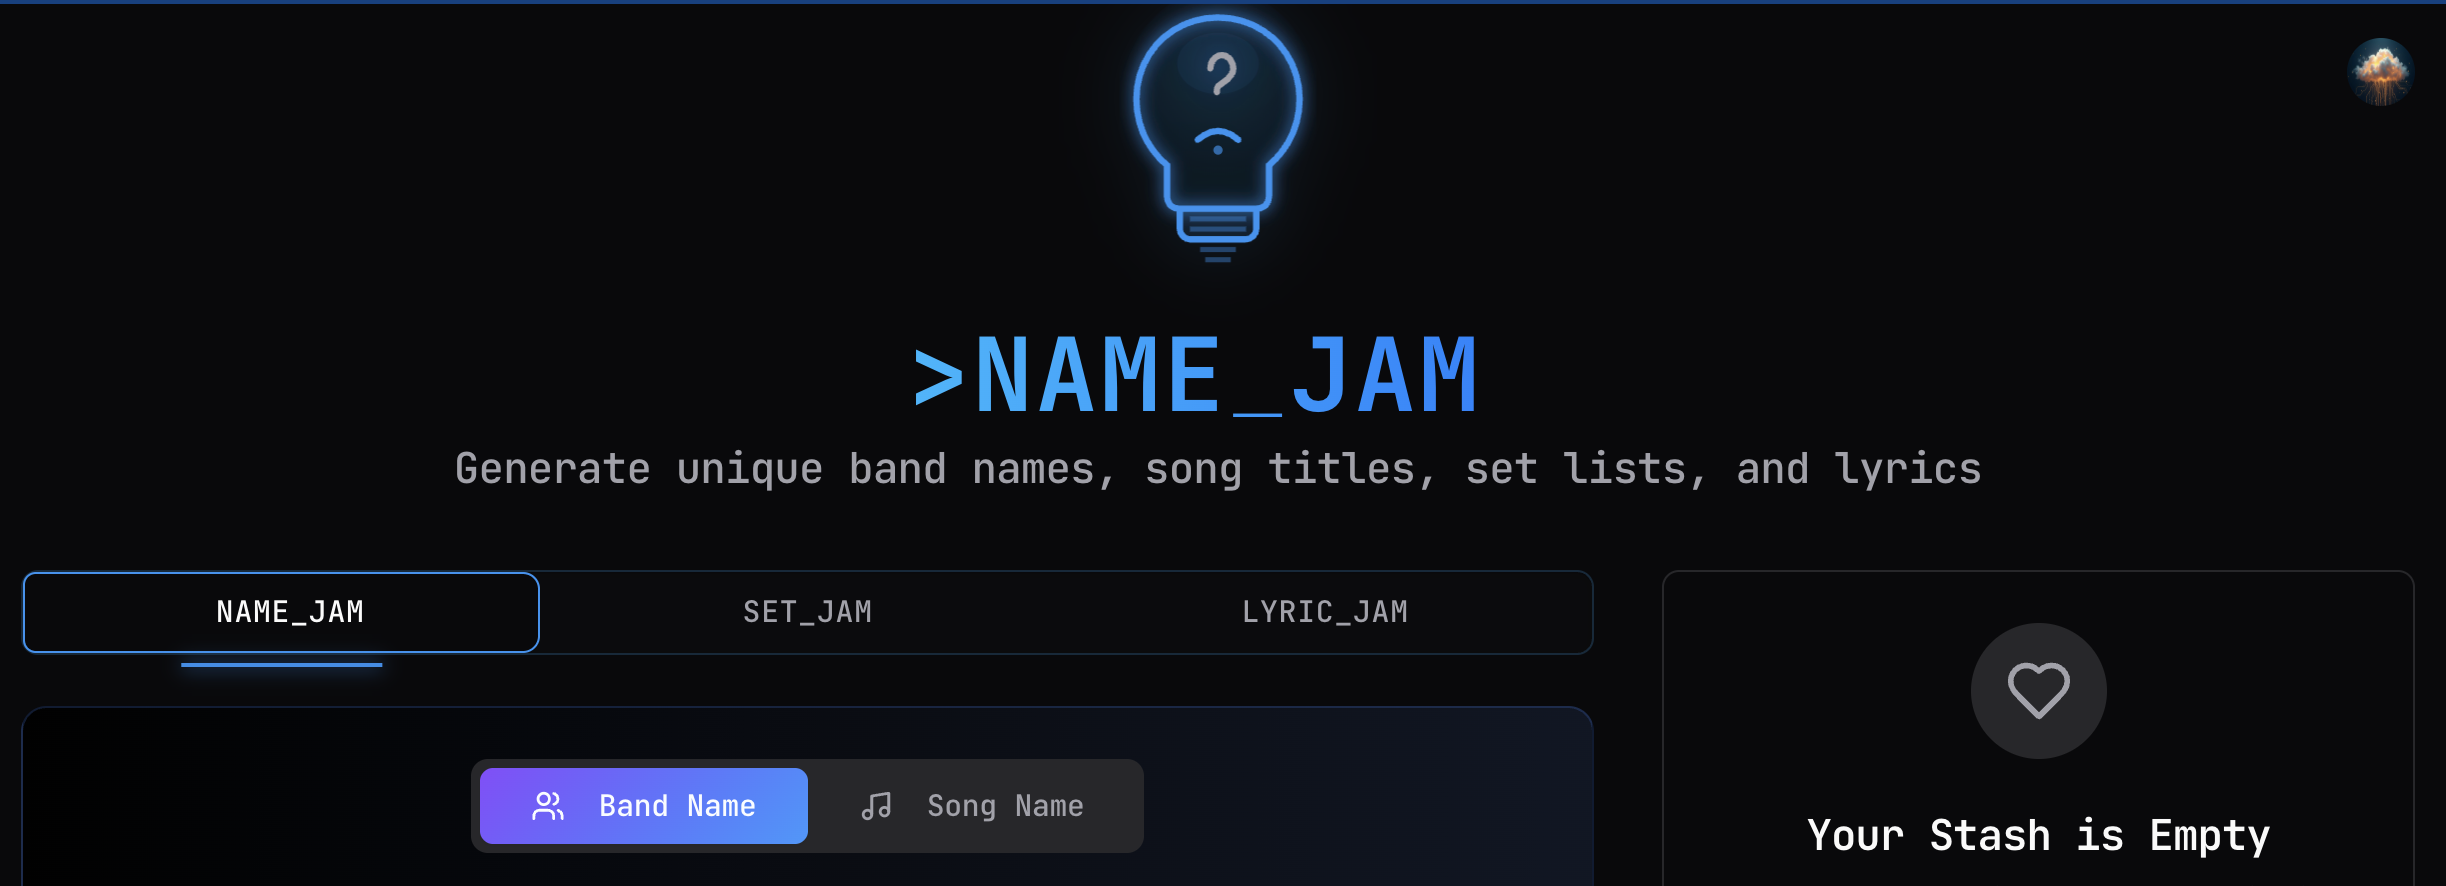 ?
>NAME_JAM
Generate unique band names, song titles, set lists, and lyrics
NAME_JAM
SET_JAM
LYRIC_JAM
Band Name
Song Name
Your Stash is Empty